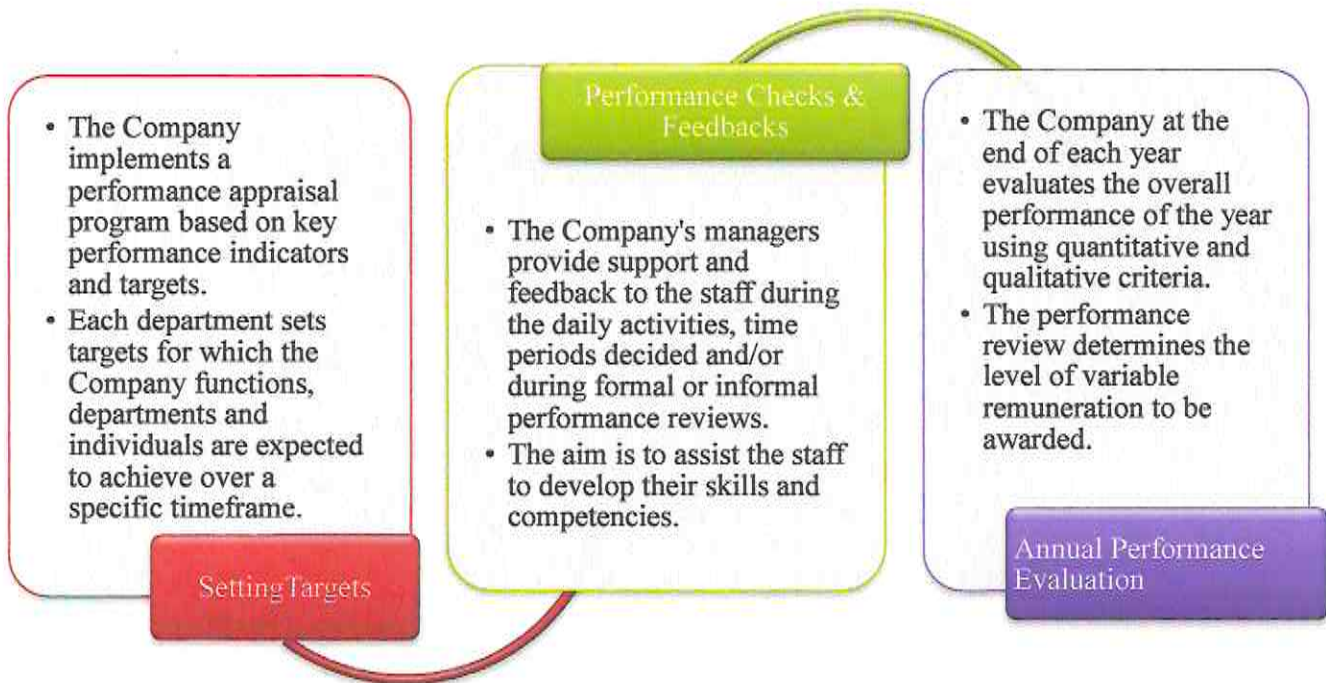 • The Company
implements a
performance appraisal
program based on key
performance indicators
and targets.
• Each department sets
targets for which the
Company functions,
departments and
individuals are expected
to achieve over a
specific timeframe.
Setting Targets
Performance Checks &
Feedbacks
• The Company's managers
provide support and
feedback to the staff during
the daily activities, time
periods decided and/or
during formal or informal
performance reviews.
• The aim is to assist the staff
to develop their skills and
competencies.
• The Company at the
end of each year
evaluates the overall
performance of the year
using quantitative and
qualitative criteria.
• The performance
review determines the
level of variable
remuneration to be
awarded.
Annual Performance
Evaluation